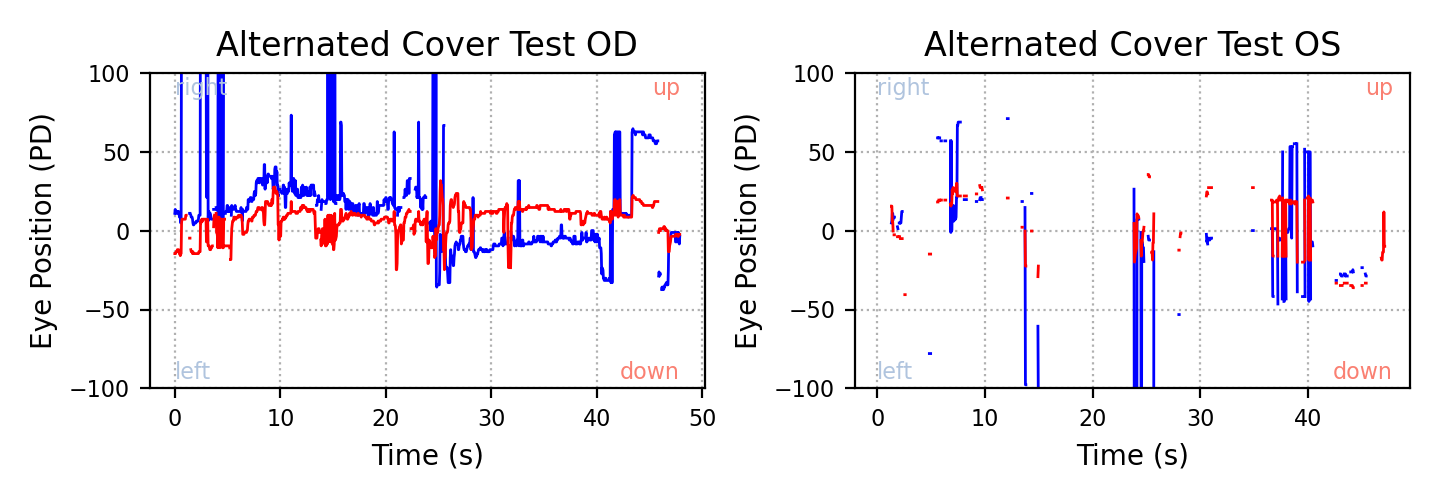 Alternated Cover Test OD
100
50
0
−50
−100
Eye Position (PD)
right
up
left
down
0
10
20
30
40
50
Time (s)
Alternated Cover Test OS
100
50
0
−50
−100
Eye Position (PD)
right
up
left
down
0
10
20
30
40
Time (s)